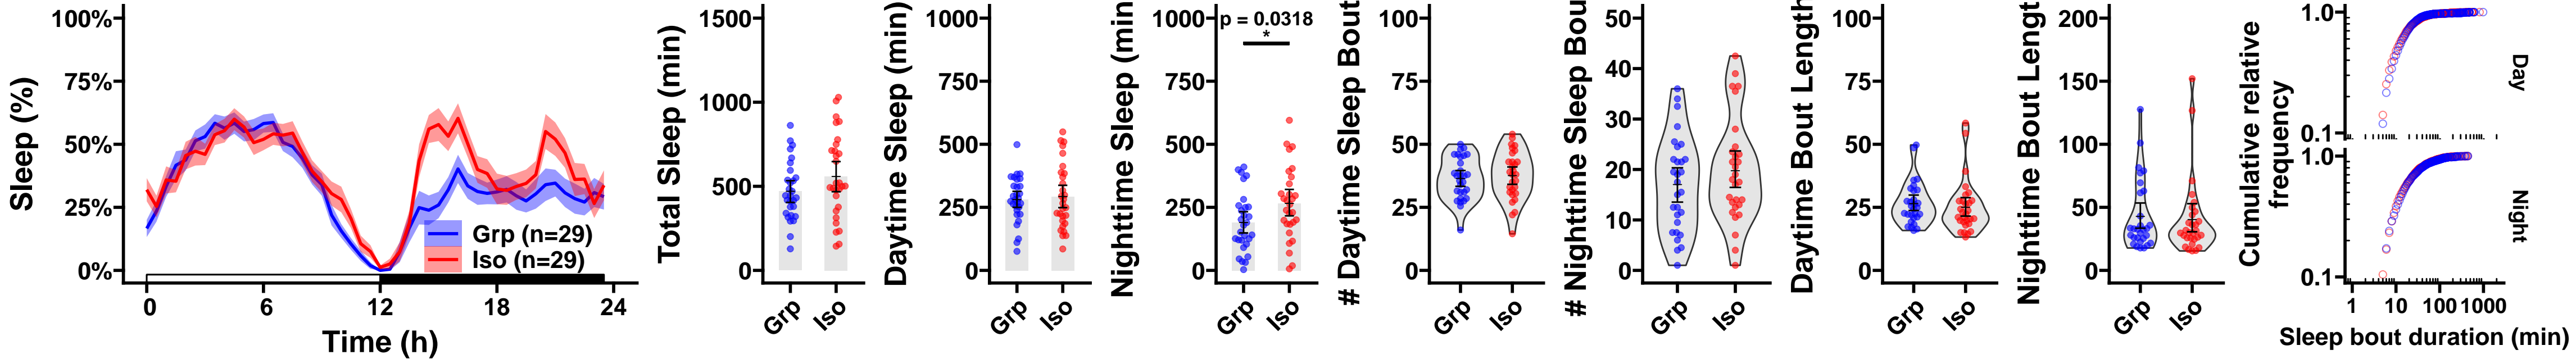 Sleep (%)
100%
75%
50%
25%
0%
Grp (n=29)
Iso (n=29)
0 6 12 18 24
Time (h)
Total Sleep (min)
1500
1000
500
0
Grp Iso
Daytime Sleep (min)
1000
750
500
250
0
Grp Iso
Nighttime Sleep (min
1000
750
500
250
0
p = 0.0318
*
Grp Iso
# Daytime Sleep Bout
100
75
50
25
0
Grp Iso
# Nighttime Sleep Bou
50
40
30
20
10
0
Grp Iso
Daytime Bout Length
100
75
50
25
0
Grp Iso
Nighttime Bout Lengt
200
150
100
50
0
Grp Iso
Cumulative relative
frequency
1.0
0.1
Day
1.0
0.1
Night
1 10 100 1000
Sleep bout duration (min)